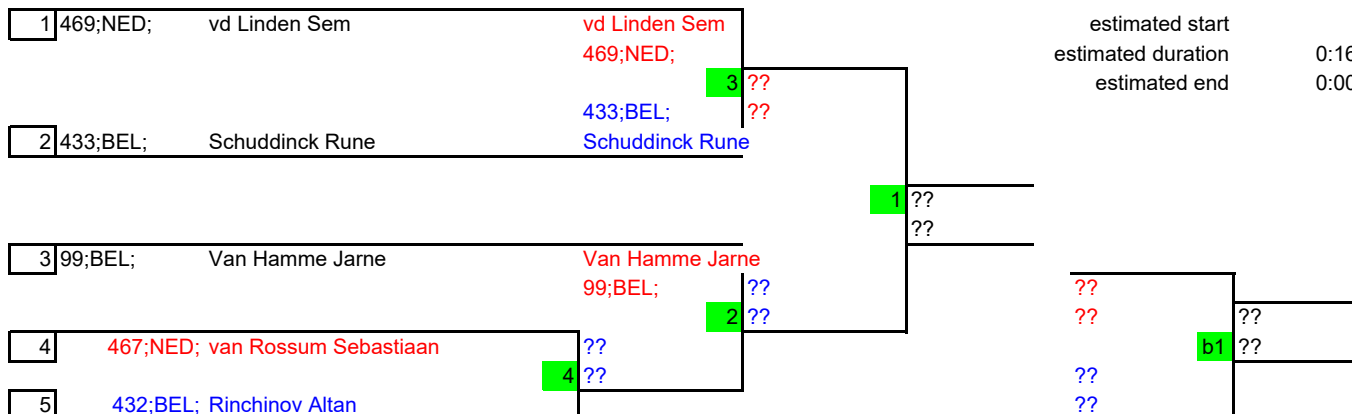 1 469;NED; vd Linden Sem vd Linden Sem estimated start
469;NED; estimated duration 0:16
3 ?? estimated end 0:00
433;BEL; ??
2 433;BEL; Schuddinck Rune Schuddinck Rune
1 ??
??
3 99;BEL; Van Hamme Jarne Van Hamme Jarne
99;BEL; ?? ??
2 ?? ?? ??
4 467;NED; van Rossum Sebastiaan ?? b1 ??
4 ?? ??
5 432;BEL; Rinchinov Altan ??